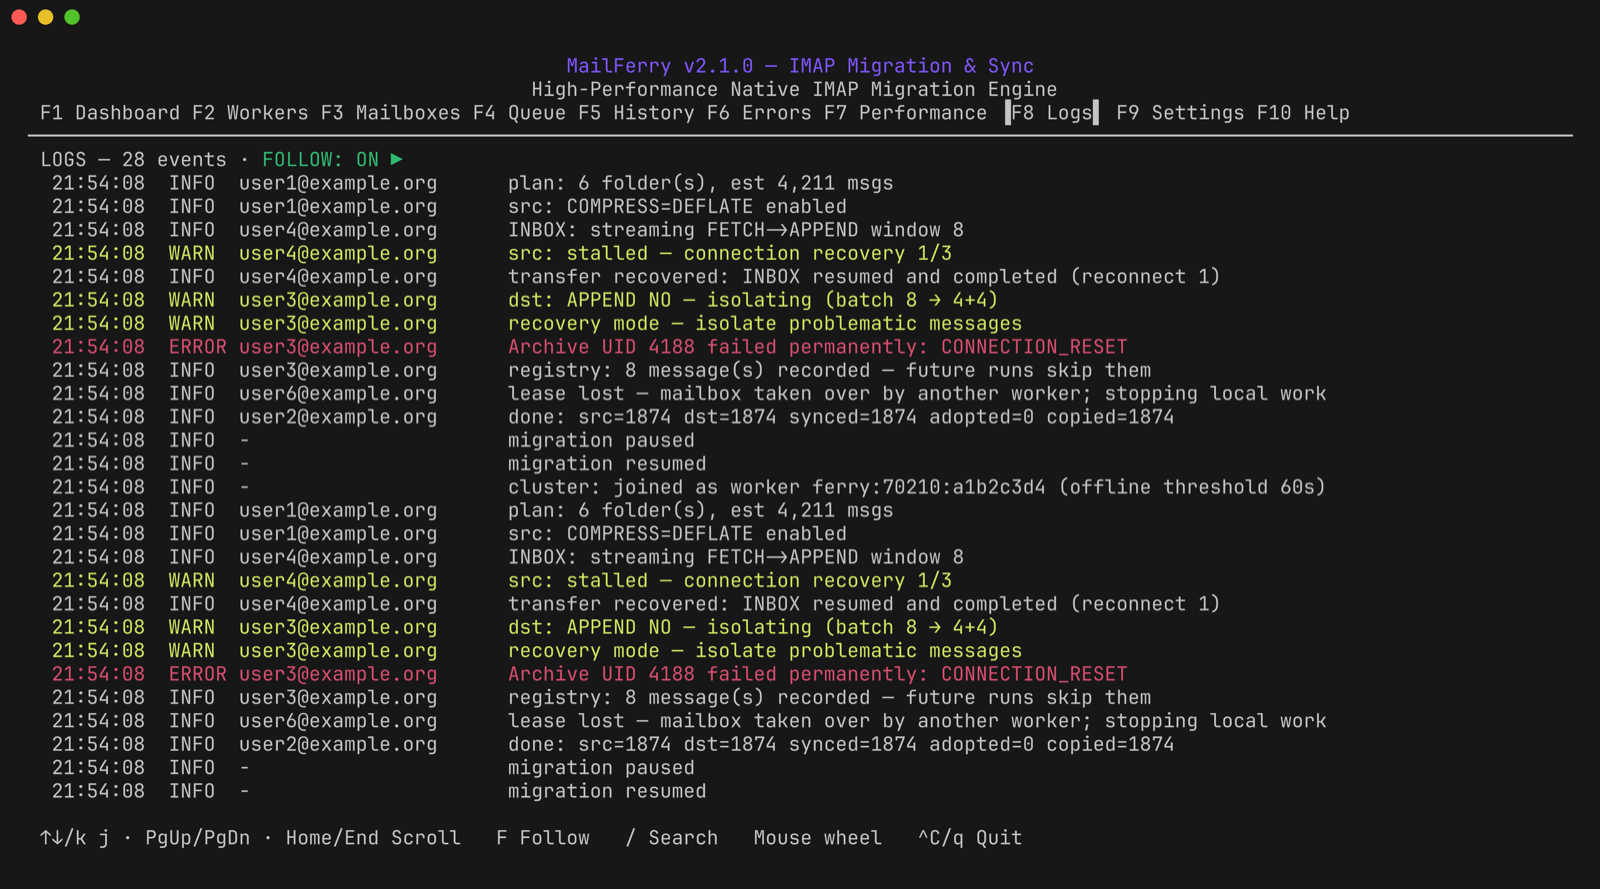 MailFerry v2.1.0 — IMAP Migration & Sync
High-Performance Native IMAP Migration Engine
F1 Dashboard F2 Workers F3 Mailboxes F4 Queue F5 History F6 Errors F7 Performance F8 Logs F9 Settings F10 Help
LOGS — 28 events · FOLLOW: ON ►
21:54:08 INFO user1@example.org plan: 6 folder(s), est 4,211 msgs
21:54:08 INFO user1@example.org src: COMPRESS=DEFLATE enabled
21:54:08 INFO user4@example.org INBOX: streaming FETCH→APPEND window 8
21:54:08 WARN user4@example.org src: stalled — connection recovery 1/3
21:54:08 INFO user4@example.org transfer recovered: INBOX resumed and completed (reconnect 1)
21:54:08 WARN user3@example.org dst: APPEND NO — isolating (batch 8 → 4+4)
21:54:08 WARN user3@example.org recovery mode — isolate problematic messages
21:54:08 ERROR user3@example.org Archive UID 4188 failed permanently: CONNECTION_RESET
21:54:08 INFO user3@example.org registry: 8 message(s) recorded — future runs skip them
21:54:08 INFO user6@example.org lease lost — mailbox taken over by another worker; stopping local work
21:54:08 INFO user2@example.org done: src=1874 dst=1874 synced=1874 adopted=0 copied=1874
21:54:08 INFO - migration paused
21:54:08 INFO - migration resumed
21:54:08 INFO - cluster: joined as worker ferry:70210:a1b2c3d4 (offline threshold 60s)
21:54:08 INFO user1@example.org plan: 6 folder(s), est 4,211 msgs
21:54:08 INFO user1@example.org src: COMPRESS=DEFLATE enabled
21:54:08 INFO user4@example.org INBOX: streaming FETCH→APPEND window 8
21:54:08 WARN user4@example.org src: stalled — connection recovery 1/3
21:54:08 INFO user4@example.org transfer recovered: INBOX resumed and completed (reconnect 1)
21:54:08 WARN user3@example.org dst: APPEND NO — isolating (batch 8 → 4+4)
21:54:08 WARN user3@example.org recovery mode — isolate problematic messages
21:54:08 ERROR user3@example.org Archive UID 4188 failed permanently: CONNECTION_RESET
21:54:08 INFO user3@example.org registry: 8 message(s) recorded — future runs skip them
21:54:08 INFO user6@example.org lease lost — mailbox taken over by another worker; stopping local work
21:54:08 INFO user2@example.org done: src=1874 dst=1874 synced=1874 adopted=0 copied=1874
21:54:08 INFO - migration paused
21:54:08 INFO - migration resumed
↑↓/k j · PgUp/PgDn · Home/End Scroll F Follow / Search Mouse wheel ^C/q Quit